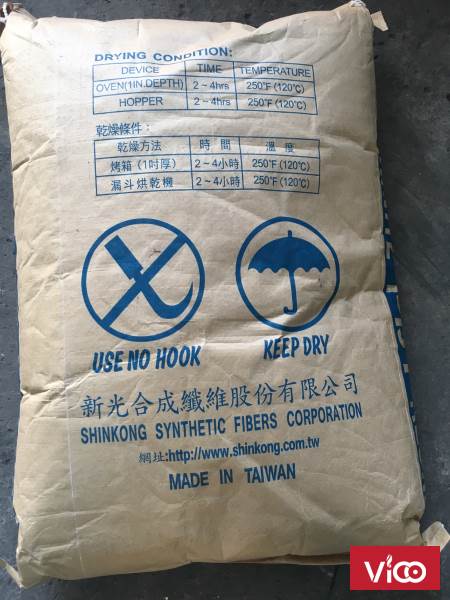 DRYING CONDITION:
DEVICE TIME TEMPERATURE
OVEN(1IN.DEPTH) 2~4hrs 250°F(120℃)
HOPPER 2~4hrs 250°F(120℃)
乾燥條件:
乾燥方法 時間 溫度
烤箱(1吋厚) 2~4小時 250°F(120℃)
漏斗烘乾機 2~4小時 250°F(120℃)
USE NO HOOK
KEEP DRY
新光合成纖維股份有限公司
SHINKONG SYNTHETIC FIBERS CORPORATION
網址:http://www.shinkong.com.tw
MADE IN TAIWAN
Vico